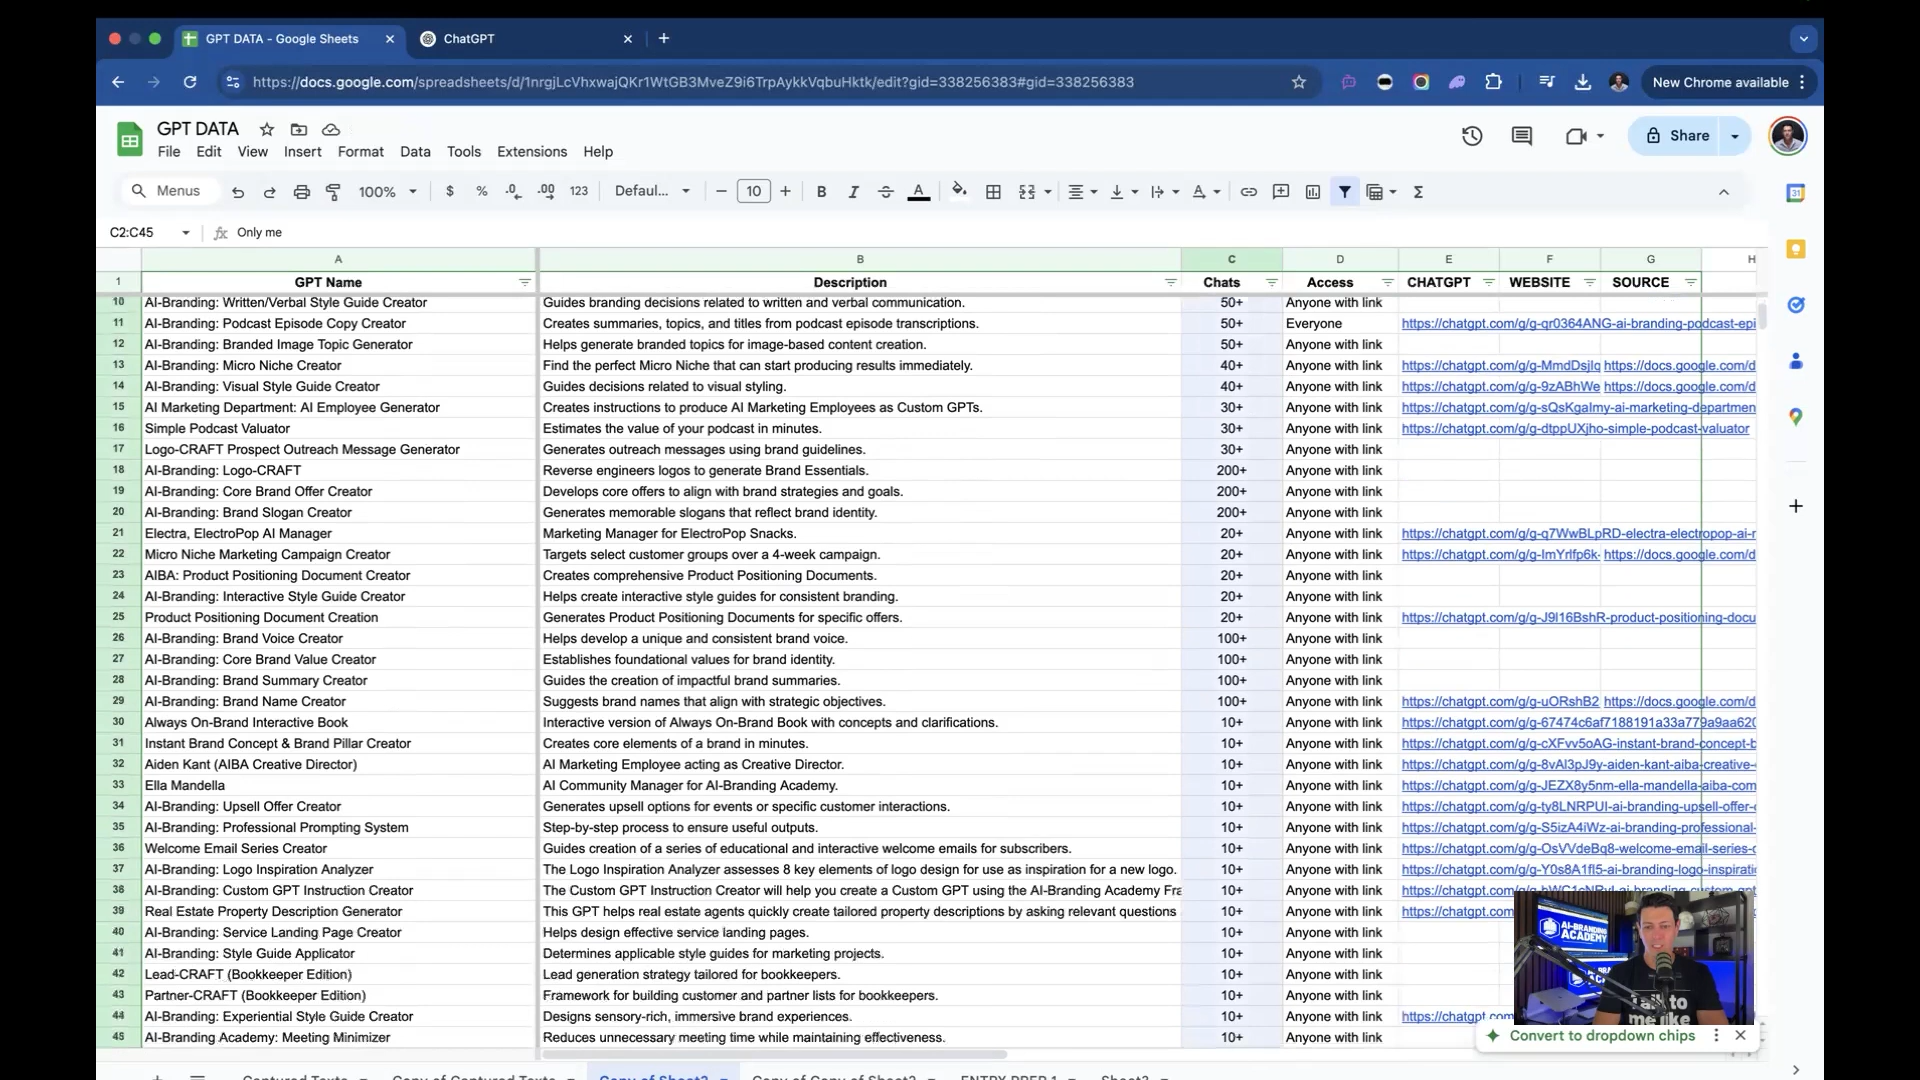 GPT DATA - Google Sheets
ChatGPT
https://docs.google.com/spreadsheets/d/1nrgjLcVhxwajQKr1WtGB3MveZ9i6TrpAykkVqbuHktk/edit?gid=338256383#gid=338256383
New Chrome available
GPT DATA
Share
File Edit View Insert Format Data Tools Extensions Help
Menus 100% $ % .0 .00 123 Defaul... 10 B I A Σ
31
C2:C45 fx Only me
A B C D E F G H
1 GPT Name Description Chats Access CHATGPT WEBSITE SOURCE
10 AI-Branding: Written/Verbal Style Guide Creator Guides branding decisions related to written and verbal communication. 50+ Anyone with link
11 AI-Branding: Podcast Episode Copy Creator Creates summaries, topics, and titles from podcast episode transcriptions. 50+ Everyone https://chatgpt.com/g/g-qr0364ANG-ai-branding-podcast-epi
12 AI-Branding: Branded Image Topic Generator Helps generate branded topics for image-based content creation. 50+ Anyone with link
13 AI-Branding: Micro Niche Creator Find the perfect Micro Niche that can start producing results immediately. 40+ Anyone with link https://chatgpt.com/g/g-MmdDsjlq https://docs.google.com/d
14 AI-Branding: Visual Style Guide Creator Guides decisions related to visual styling. 40+ Anyone with link https://chatgpt.com/g/g-9zABhWe https://docs.google.com/d
15 AI Marketing Department: AI Employee Generator Creates instructions to produce AI Marketing Employees as Custom GPTs. 30+ Anyone with link https://chatgpt.com/g/g-sQsKgaImy-ai-marketing-departmen
16 Simple Podcast Valuator Estimates the value of your podcast in minutes. 30+ Anyone with link https://chatgpt.com/g/g-dtppUXjho-simple-podcast-valuator
17 Logo-CRAFT Prospect Outreach Message Generator Generates outreach messages using brand guidelines. 30+ Anyone with link
18 AI-Branding: Logo-CRAFT Reverse engineers logos to generate Brand Essentials. 200+ Anyone with link
19 AI-Branding: Core Brand Offer Creator Develops core offers to align with brand strategies and goals. 200+ Anyone with link
20 AI-Branding: Brand Slogan Creator Generates memorable slogans that reflect brand identity. 200+ Anyone with link
21 Electra, ElectroPop AI Manager Marketing Manager for ElectroPop Snacks. 20+ Anyone with link https://chatgpt.com/g/g-q7WwBLpRD-electra-electropop-ai-r
22 Micro Niche Marketing Campaign Creator Targets select customer groups over a 4-week campaign. 20+ Anyone with link https://chatgpt.com/g/g-ImYrlfp6k- https://docs.google.com/d
23 AIBA: Product Positioning Document Creator Creates comprehensive Product Positioning Documents. 20+ Anyone with link
24 AI-Branding: Interactive Style Guide Creator Helps create interactive style guides for consistent branding. 20+ Anyone with link
25 Product Positioning Document Creation Generates Product Positioning Documents for specific offers. 20+ Anyone with link https://chatgpt.com/g/g-J9l16BshR-product-positioning-docu
26 AI-Branding: Brand Voice Creator Helps develop a unique and consistent brand voice. 100+ Anyone with link
27 AI-Branding: Core Brand Value Creator Establishes foundational values for brand identity. 100+ Anyone with link
28 AI-Branding: Brand Summary Creator Guides the creation of impactful brand summaries. 100+ Anyone with link
29 AI-Branding: Brand Name Creator Suggests brand names that align with strategic objectives. 100+ Anyone with link https://chatgpt.com/g/g-uORshB2 https://docs.google.com/d
30 Always On-Brand Interactive Book Interactive version of Always On-Brand Book with concepts and clarifications. 10+ Anyone with link https://chatgpt.com/g/g-67474c6af7188191a33a779a9aa620
31 Instant Brand Concept & Brand Pillar Creator Creates core elements of a brand in minutes. 10+ Anyone with link https://chatgpt.com/g/g-cXFvv5oAG-instant-brand-concept-b
32 Aiden Kant (AIBA Creative Director) AI Marketing Employee acting as Creative Director. 10+ Anyone with link https://chatgpt.com/g/g-8vAl3pJ9y-aiden-kant-aiba-creative-
33 Ella Mandella AI Community Manager for AI-Branding Academy. 10+ Anyone with link https://chatgpt.com/g/g-JEZX8y5nm-ella-mandella-aiba-com
34 AI-Branding: Upsell Offer Creator Generates upsell options for events or specific customer interactions. 10+ Anyone with link https://chatgpt.com/g/g-ty8LNRPUI-ai-branding-upsell-offer-
35 AI-Branding: Professional Prompting System Step-by-step process to ensure useful outputs. 10+ Anyone with link https://chatgpt.com/g/g-S5izA4iWz-ai-branding-professional-
36 Welcome Email Series Creator Guides creation of a series of educational and interactive welcome emails for subscribers. 10+ Anyone with link https://chatgpt.com/g/g-OsVVdeBq8-welcome-email-series-c
37 AI-Branding: Logo Inspiration Analyzer The Logo Inspiration Analyzer assesses 8 key elements of logo design for use as inspiration for a new logo. 10+ Anyone with link https://chatgpt.com/g/g-Y0s8A1fI5-ai-branding-logo-inspirati
38 AI-Branding: Custom GPT Instruction Creator The Custom GPT Instruction Creator will help you create a Custom GPT using the AI-Branding Academy Fra 10+ Anyone with link
39 Real Estate Property Description Generator This GPT helps real estate agents quickly create tailored property descriptions by asking relevant questions 10+ Anyone with link https://chatgpt.com
40 AI-Branding: Service Landing Page Creator Helps design effective service landing pages. 10+ Anyone with link
41 AI-Branding: Style Guide Applicator Determines applicable style guides for marketing projects. 10+ Anyone with link
42 Lead-CRAFT (Bookkeeper Edition) Lead generation strategy tailored for bookkeepers. 10+ Anyone with link
43 Partner-CRAFT (Bookkeeper Edition) Framework for building customer and partner lists for bookkeepers. 10+ Anyone with link
44 AI-Branding: Experiential Style Guide Creator Designs sensory-rich, immersive brand experiences. 10+ Anyone with link https://chatgpt.com
45 AI-Branding Academy: Meeting Minimizer Reduces unnecessary meeting time while maintaining effectiveness. 10+ Anyone with link
AI-BRANDING
ACADEMY
Talk to
me like
Convert to dropdown chips
Captured Texts Copy of Captured Texts Copy of Sheet2 Copy of Copy of Sheet2 ENTRY PREP 1 Sheet3